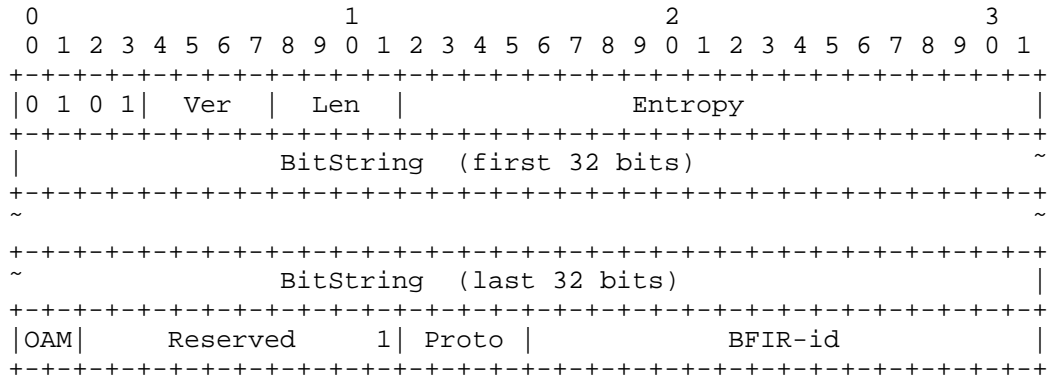 0                   1                   2                   3
 0 1 2 3 4 5 6 7 8 9 0 1 2 3 4 5 6 7 8 9 0 1 2 3 4 5 6 7 8 9 0 1
+-+-+-+-+-+-+-+-+-+-+-+-+-+-+-+-+-+-+-+-+-+-+-+-+-+-+-+-+-+-+-+-+
|0 1 0 1|  Ver  |  Len  |              Entropy                  |
+-+-+-+-+-+-+-+-+-+-+-+-+-+-+-+-+-+-+-+-+-+-+-+-+-+-+-+-+-+-+-+-+
|                BitString  (first 32 bits)                     ~
+-+-+-+-+-+-+-+-+-+-+-+-+-+-+-+-+-+-+-+-+-+-+-+-+-+-+-+-+-+-+-+-+
~                                                               ~
+-+-+-+-+-+-+-+-+-+-+-+-+-+-+-+-+-+-+-+-+-+-+-+-+-+-+-+-+-+-+-+-+
~                BitString  (last 32 bits)                      |
+-+-+-+-+-+-+-+-+-+-+-+-+-+-+-+-+-+-+-+-+-+-+-+-+-+-+-+-+-+-+-+-+
|OAM|     Reserved     1| Proto |            BFIR-id            |
+-+-+-+-+-+-+-+-+-+-+-+-+-+-+-+-+-+-+-+-+-+-+-+-+-+-+-+-+-+-+-+-+